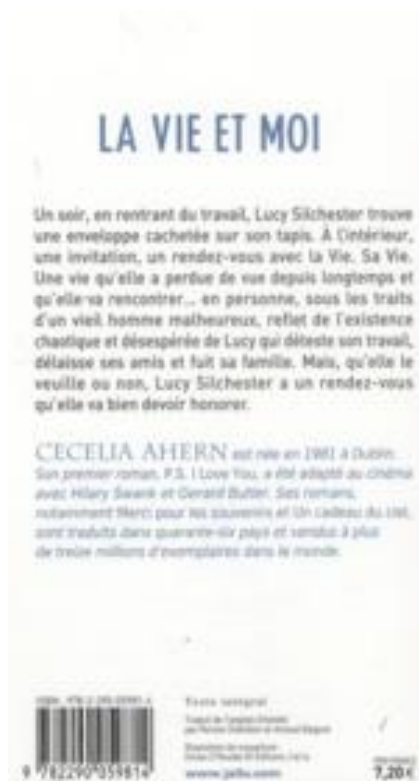 LA VIE ET MOI
Un soir, en rentrant du travail, Lucy Silchester trouve
une enveloppe cachetée sur son tapis. À l'intérieur,
une invitation, un rendez-vous avec la Vie. Sa Vie.
Une vie qu'elle a perdue de vue depuis longtemps et
qu'elle va rencontrer... en personne, sous les traits
d'un vieil homme malheureux, reflet de l'existence
chaotique et désespérée de Lucy qui déteste son travail,
délaisse ses amis et fuit sa famille. Mais, qu'elle le
veuille ou non, Lucy Silchester a un rendez-vous
qu'elle va bien devoir honorer.
CECELIA AHERN est née en 1981 à Dublin.
Son premier roman, P.S. I Love You, a été adapté au cinéma
avec Hilary Swank et Gerard Butler. Ses romans,
notamment Merci pour les souvenirs et Un cadeau du ciel,
sont traduits dans quarante-six pays et vendus à plus
de treize millions d'exemplaires dans le monde.
Texte intégral
9 782290 059814
www.jailu.com
7,20 €